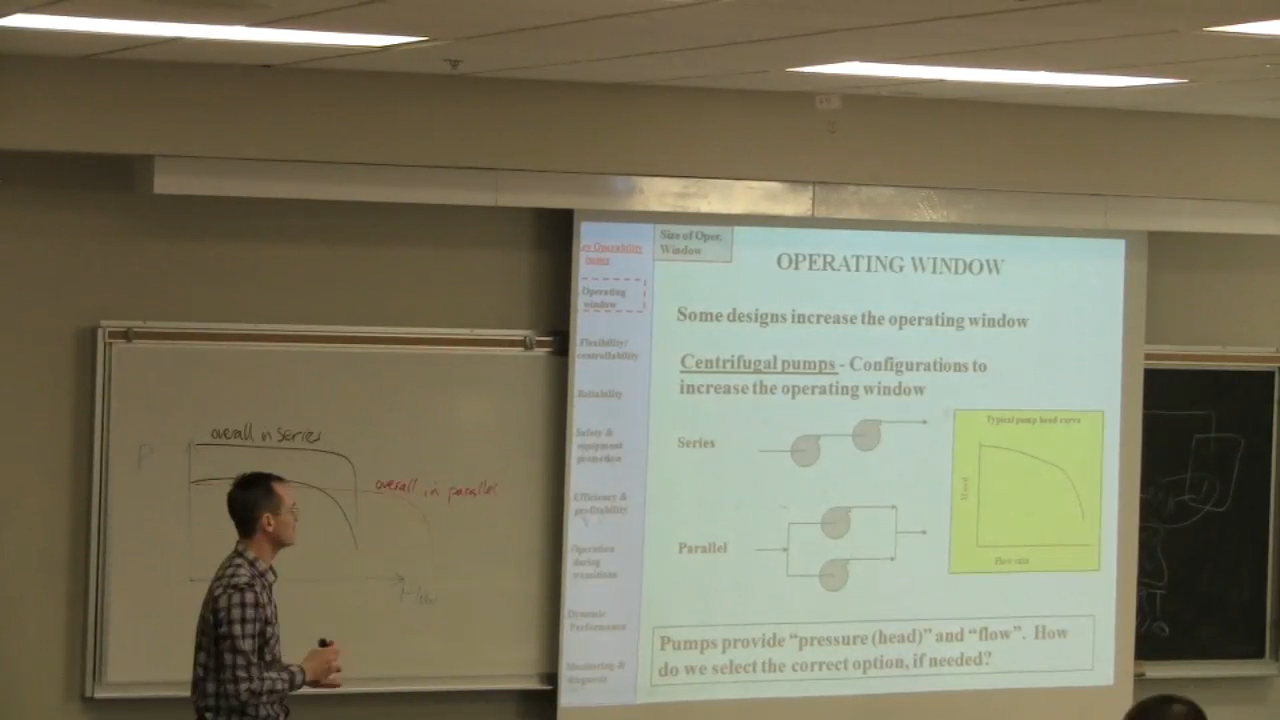 P
overall in series
overall in parallel
Flow
Key Operability
issues
Operating
window
Flexibility/
controllability
Reliability
Safety &
equipment
protection
Efficiency &
profitability
Operation
during
transitions
Dynamic
Performance
Monitoring &
diagnosis
Size of Oper.
Window
OPERATING WINDOW
Some designs increase the operating window
Centrifugal pumps - Configurations to
increase the operating window
Series
Parallel
Typical pump head curve
Head
Flow rate
Pumps provide “pressure (head)” and “flow”. How
do we select the correct option, if needed?